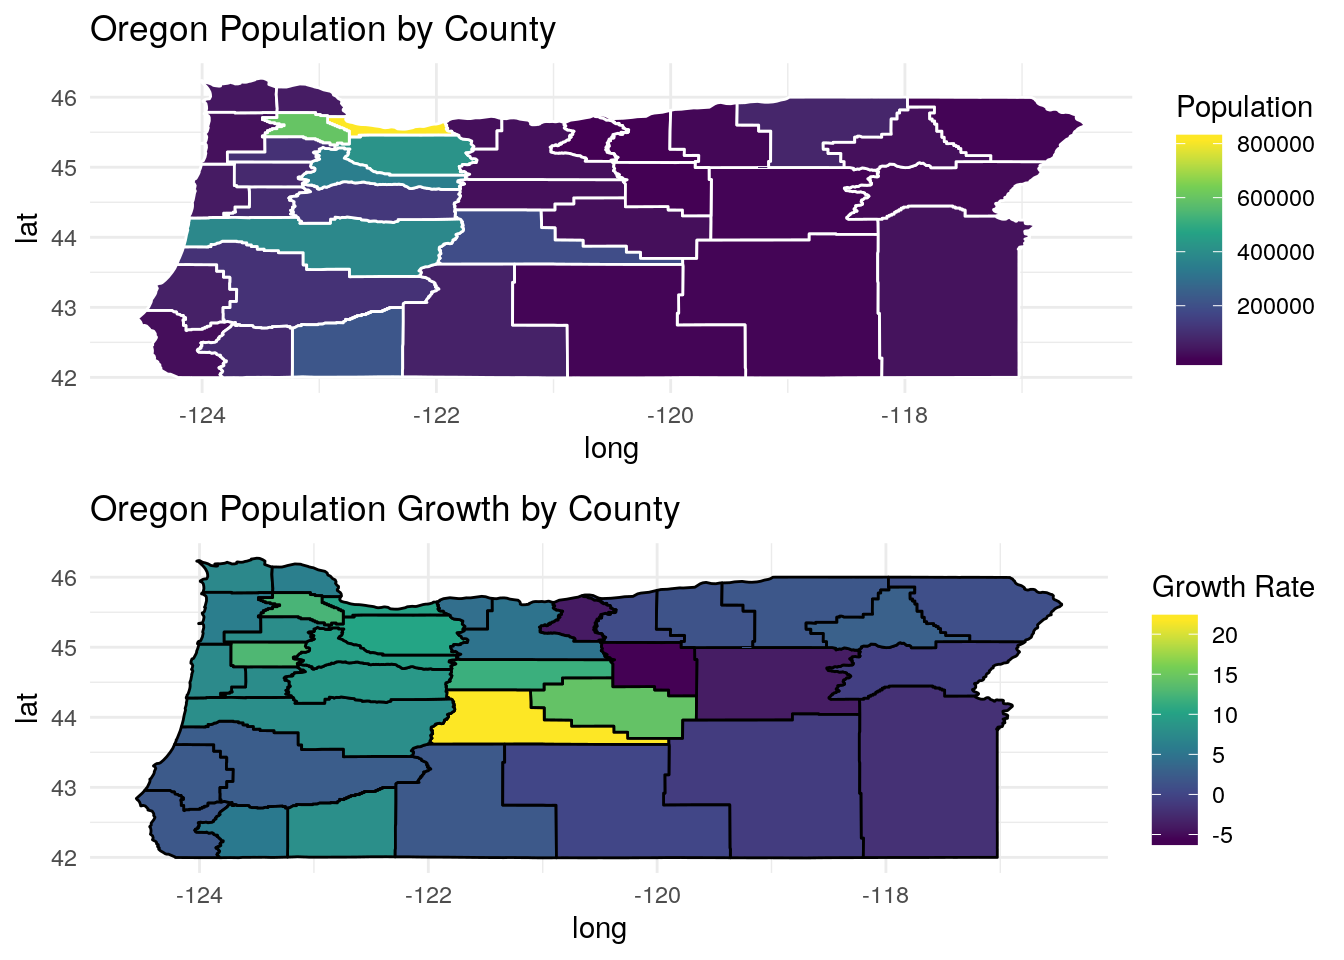 Oregon Population by County
Population
800000
600000
400000
200000
46
45
44
43
42
lat
-124 -122 -120 -118
long
Oregon Population Growth by County
Growth Rate
20
15
10
5
0
-5
46
45
44
43
42
lat
-124 -122 -120 -118
long